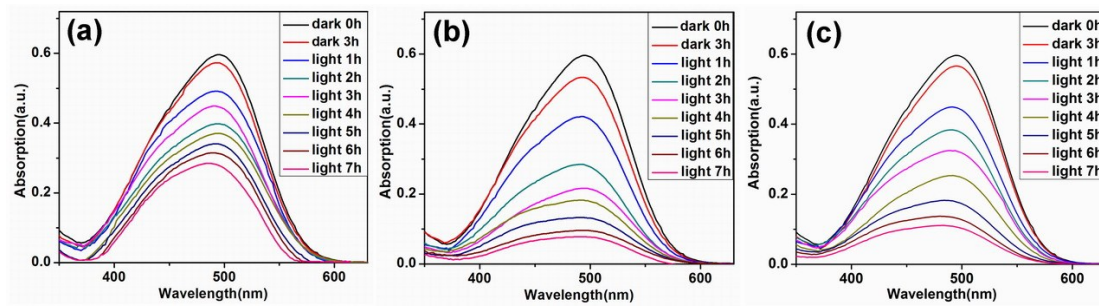 (a)
dark 0h
dark 3h
light 1h
light 2h
light 3h
light 4h
light 5h
light 6h
light 7h
Absorption(a.u.)
0.6
0.4
0.2
0.0
400
500
600
Wavelength(nm)
(b)
dark 0h
dark 3h
light 1h
light 2h
light 3h
light 4h
light 5h
light 6h
light 7h
Absorption(a.u.)
0.6
0.4
0.2
0.0
400
500
600
Wavelength(nm)
(c)
dark 0h
dark 3h
light 1h
light 2h
light 3h
light 4h
light 5h
light 6h
light 7h
Absorption(a.u.)
0.6
0.4
0.2
0.0
400
500
600
Wavelength(nm)